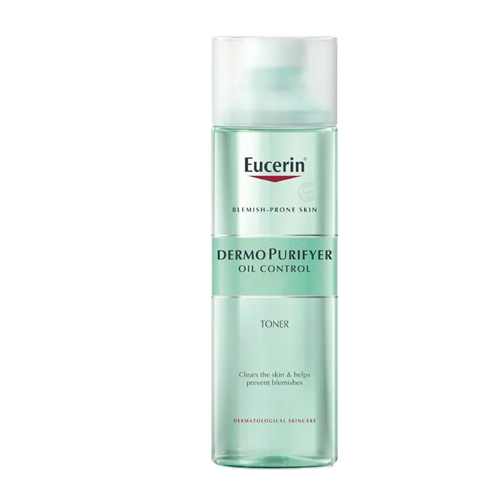 Eucerin
BLEMISH-PRONE SKIN
DERMOPURIFYER
OIL CONTROL
TONER
Clears the skin & helps
prevent blemishes
DERMATOLOGICAL SKINCARE